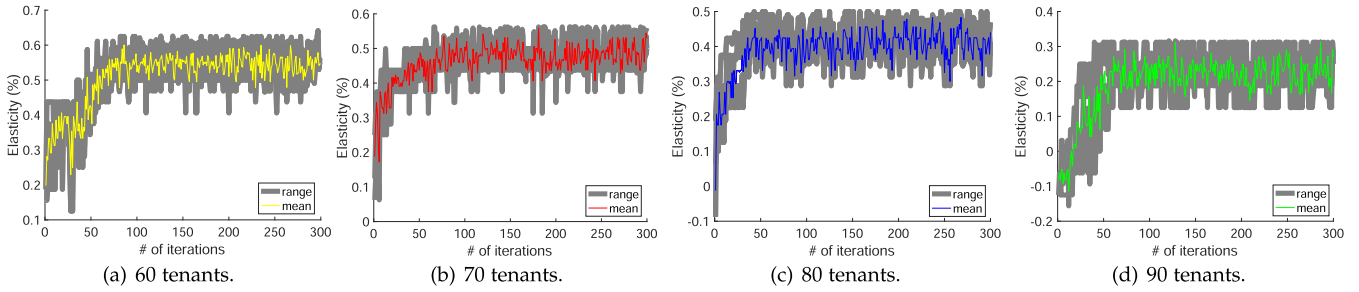 0.7
0.6
0.5
0.4
0.3
0.2
0.1
Elasticity (%)
0 50 100 150 200 250 300
# of iterations
range
mean
(a) 60 tenants.
0.6
0.5
0.4
0.3
0.2
0.1
0
Elasticity (%)
0 50 100 150 200 250 300
# of iterations
range
mean
(b) 70 tenants.
0.5
0.4
0.3
0.2
0.1
0
-0.1
Elasticity (%)
0 50 100 150 200 250 300
# of iterations
range
mean
(c) 80 tenants.
0.4
0.3
0.2
0.1
0
-0.1
-0.2
Elasticity (%)
0 50 100 150 200 250 300
# of iterations
range
mean
(d) 90 tenants.